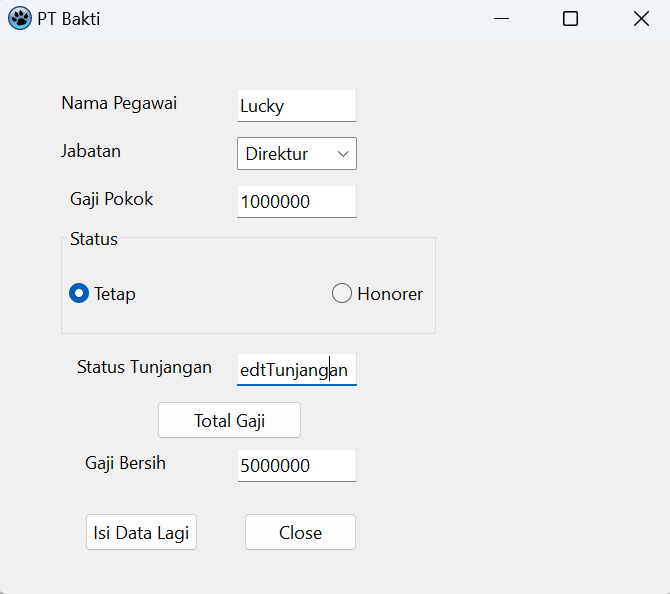 PT Bakti
Nama Pegawai Lucky
Jabatan Direktur
Gaji Pokok 1000000
Status
Tetap Honorer
Status Tunjangan edtTunjangan
Total Gaji
Gaji Bersih 5000000
Isi Data Lagi Close